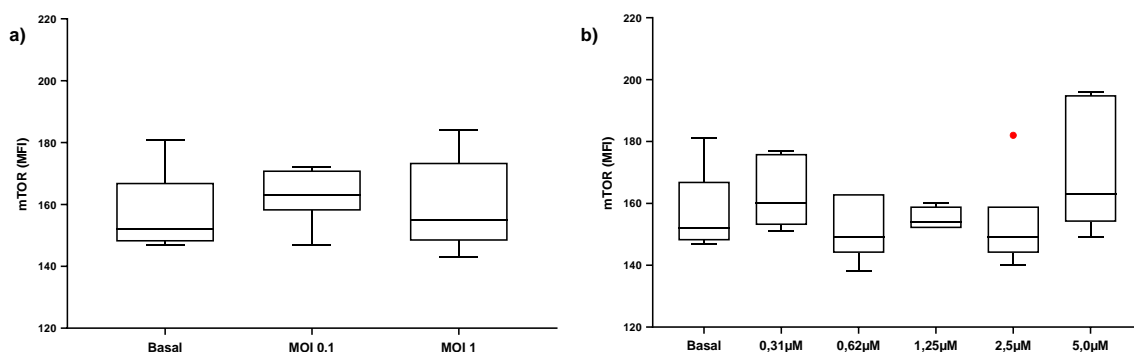 a)
mTOR (MFI)
220
200
180
160
140
120
Basal
MOI 0.1
MOI 1
b)
mTOR (MFI)
220
200
180
160
140
120
Basal
0,31µM
0,62µM
1,25µM
2,5µM
5,0µM